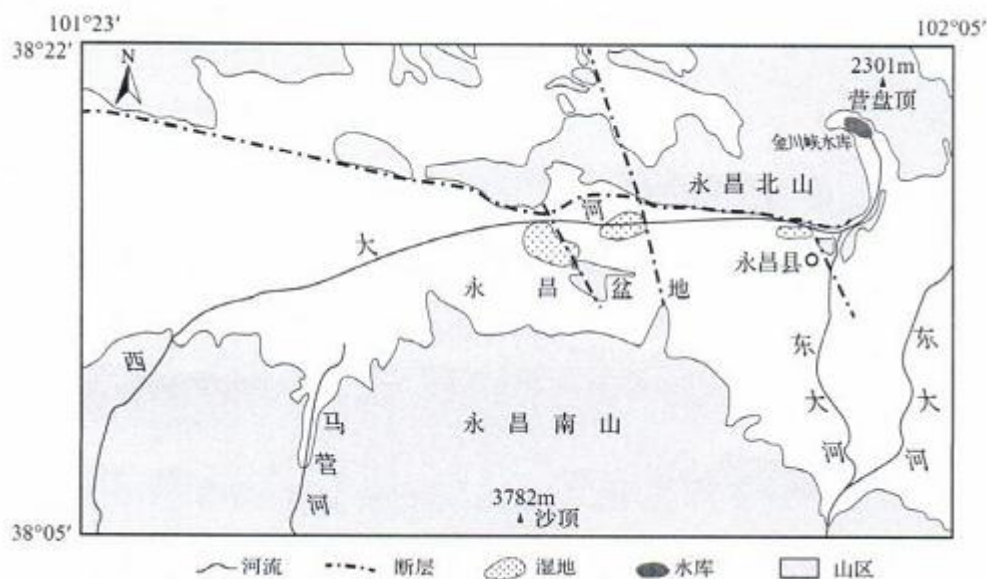 101°23′
102°05′
38°22′
N
2301m
营盘顶
金川峡水库
永昌北山
河
大
永昌县
永昌盆地
西
东大河
东大河
马营河
永昌南山
3782m
沙顶
38°05′
河流 断层 湿地 水库 山区